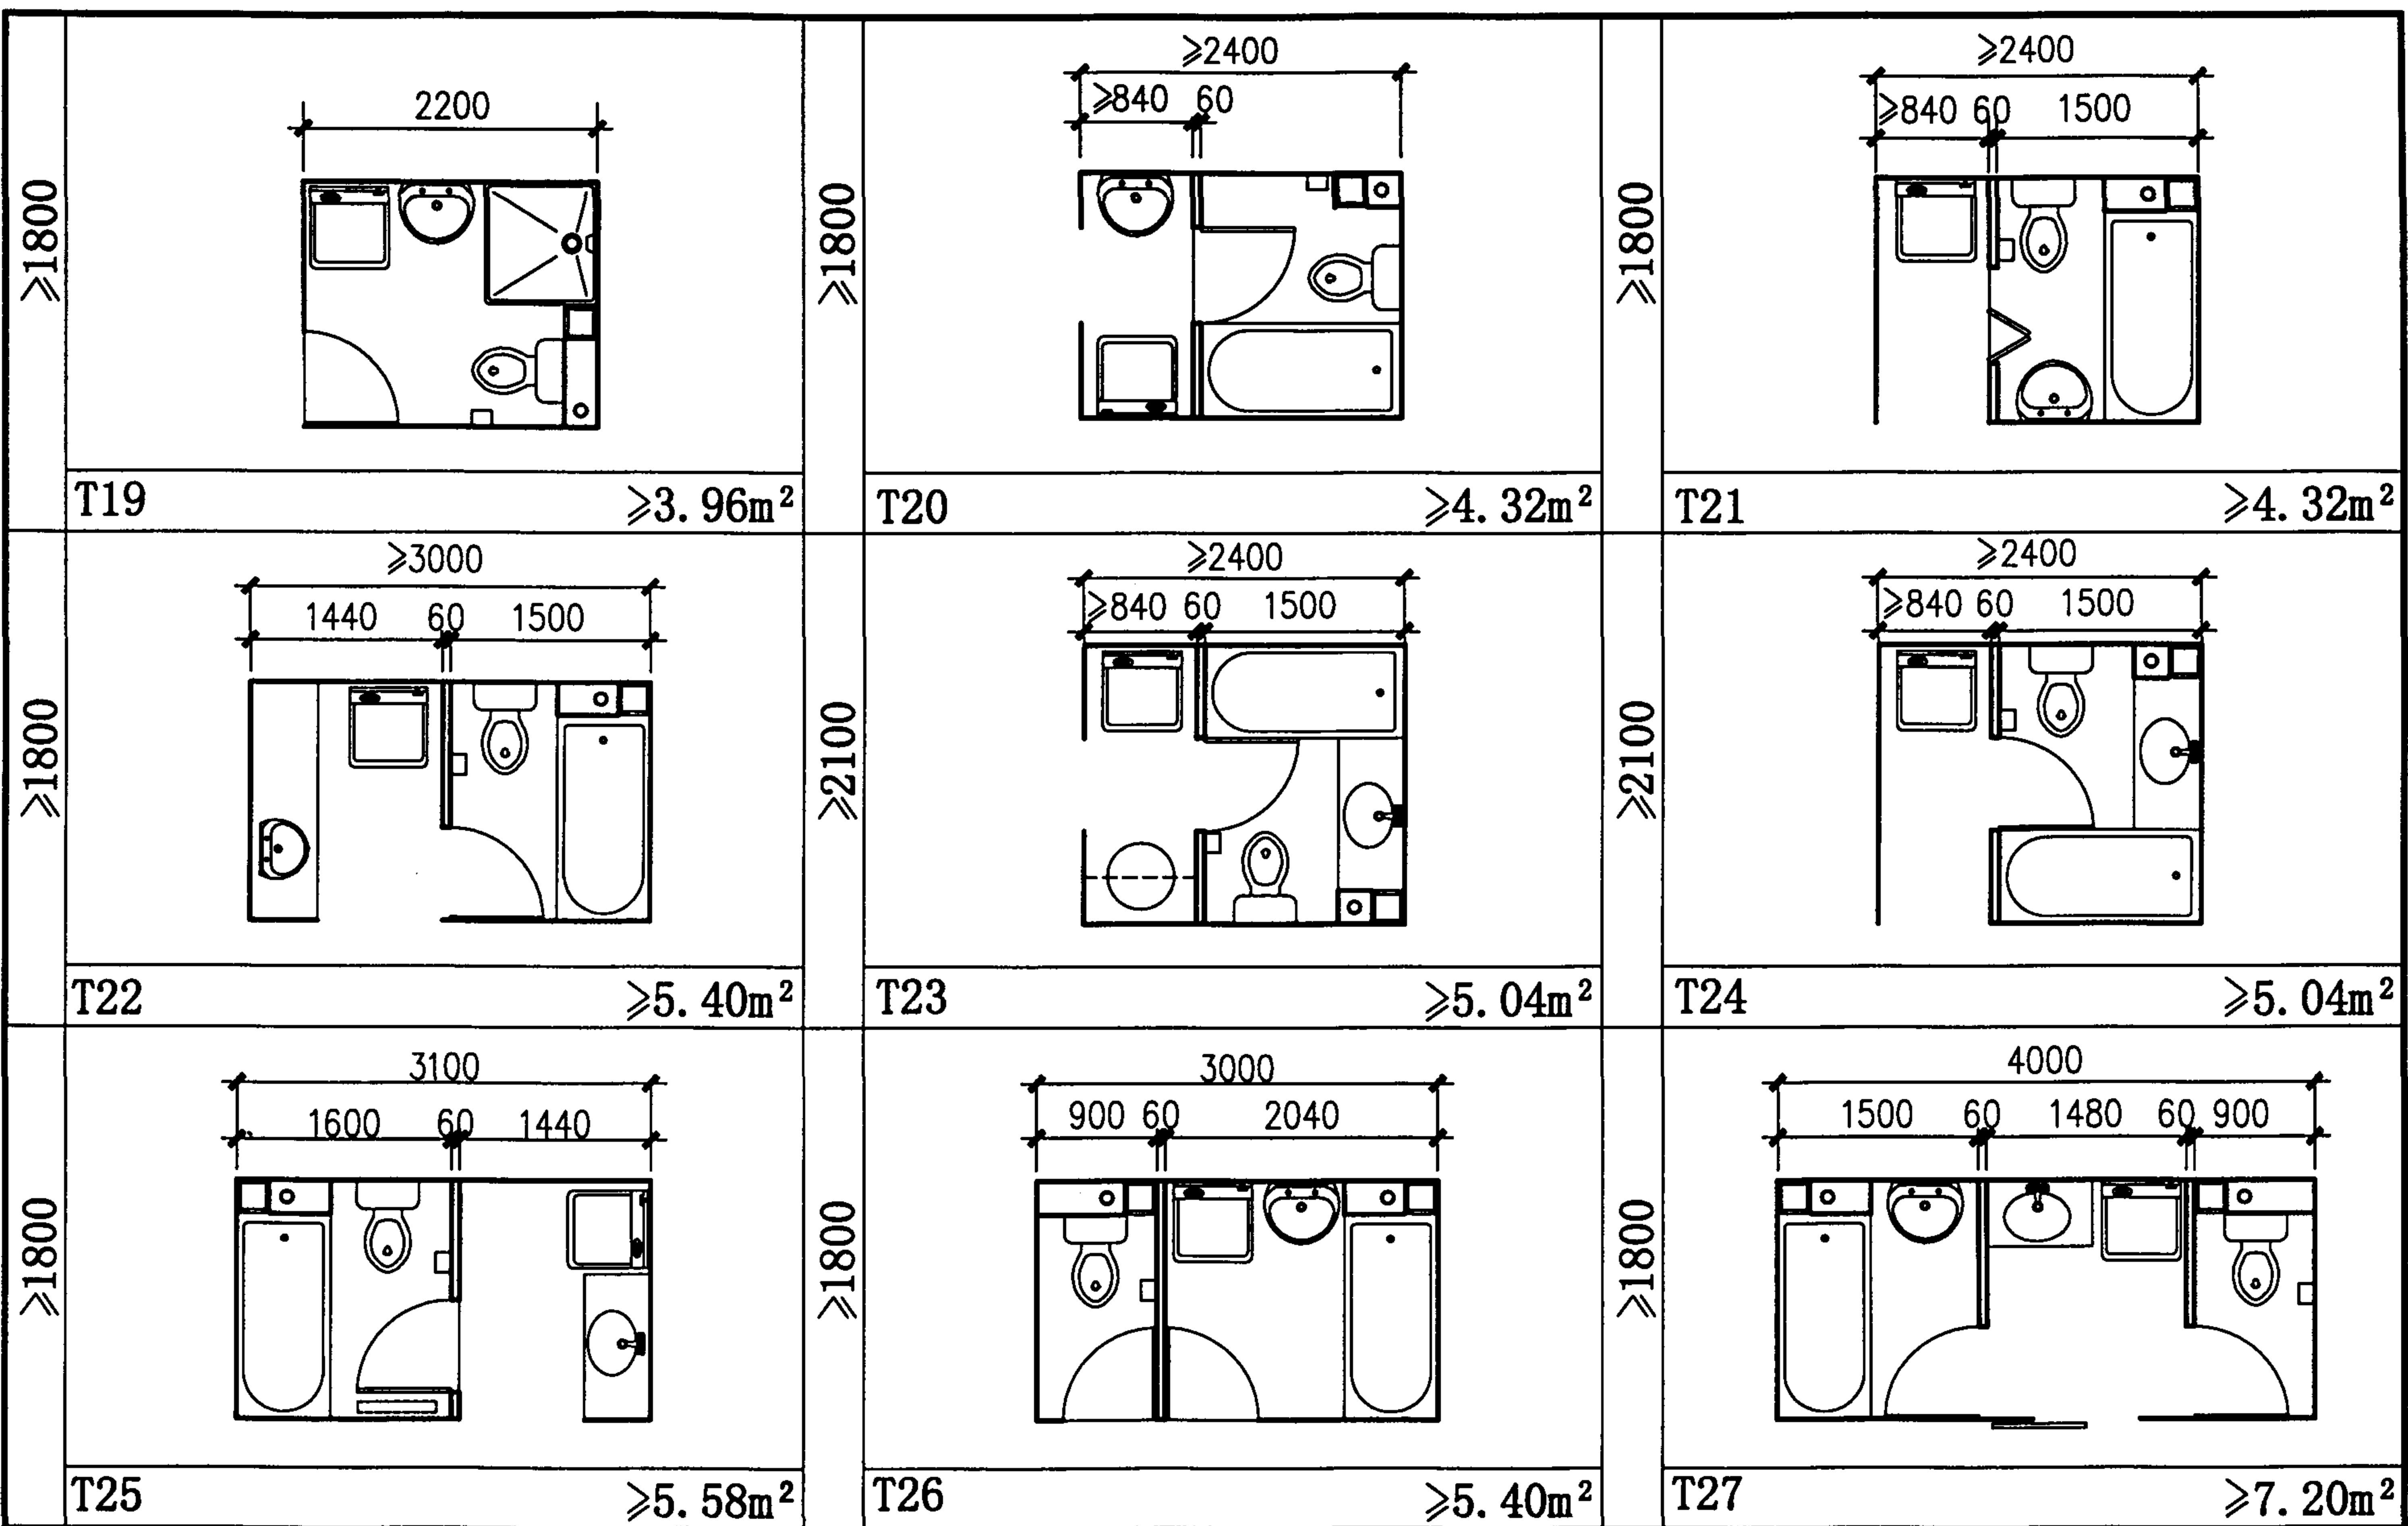 ≥1800
2200
T19 ≥3.96m²
≥1800
≥2400
≥840 60
T20 ≥4.32m²
≥1800
≥2400
≥840 60 1500
T21 ≥4.32m²
≥1800
≥3000
1440 60 1500
T22 ≥5.40m²
≥2100
≥2400
≥840 60 1500
T23 ≥5.04m²
≥2100
≥2400
≥840 60 1500
T24 ≥5.04m²
≥1800
3100
1600 60 1440
T25 ≥5.58m²
≥1800
3000
900 60 2040
T26 ≥5.40m²
≥1800
4000
1500 60 1480 60 900
T27 ≥7.20m²